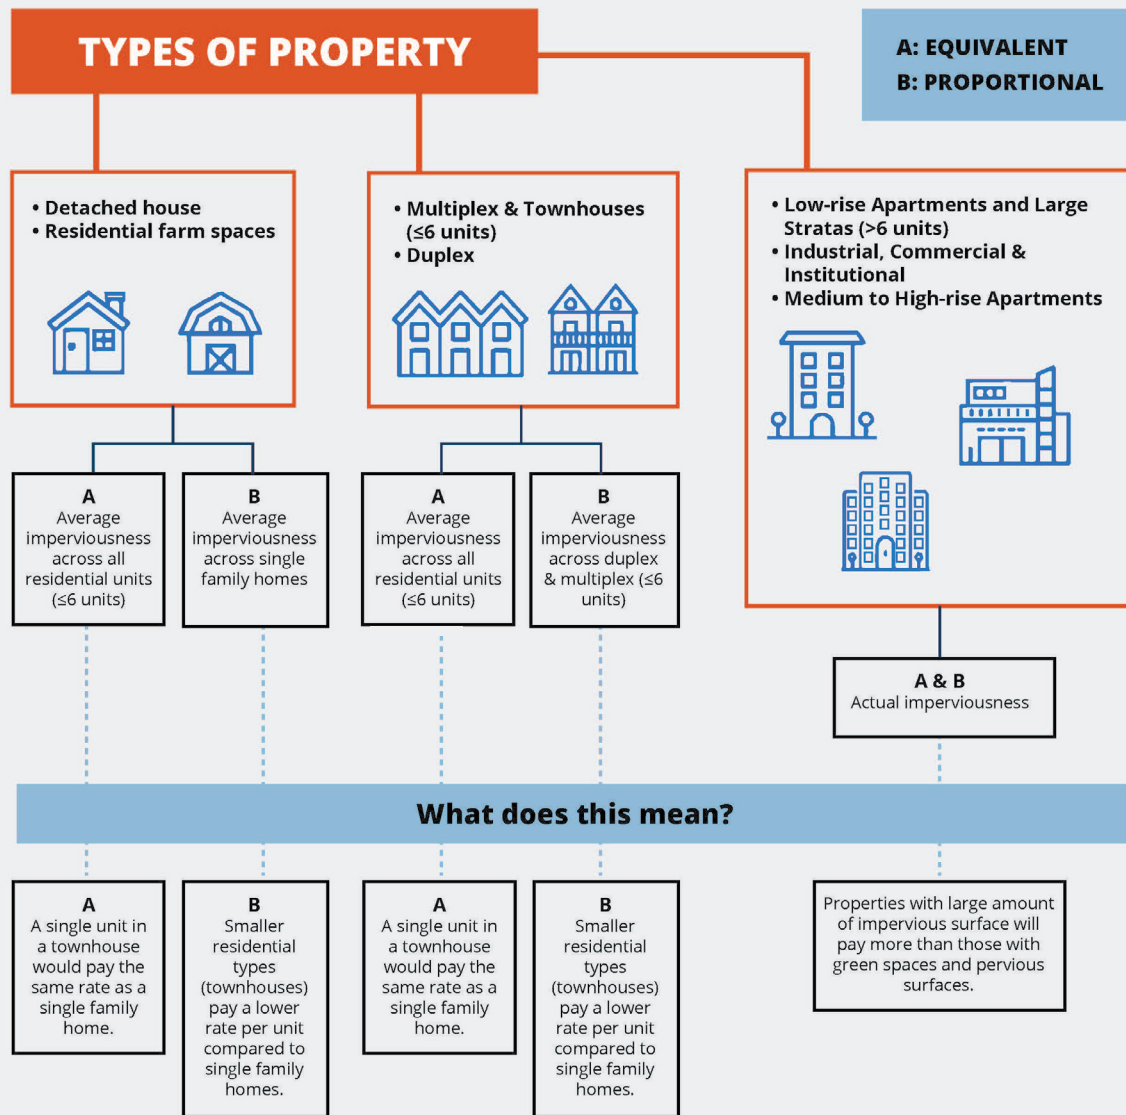 TYPES OF PROPERTY
A: EQUIVALENT
B: PROPORTIONAL
• Detached house
• Residential farm spaces
• Multiplex & Townhouses
(≤6 units)
• Duplex
• Low-rise Apartments and Large
Stratas (>6 units)
• Industrial, Commercial &
Institutional
• Medium to High-rise Apartments
A
Average
imperviousness
across all
residential units
(≤6 units)
B
Average
imperviousness
across single
family homes
A
Average
imperviousness
across all
residential units
(≤6 units)
B
Average
imperviousness
across duplex
& multiplex (≤6
units)
A & B
Actual imperviousness
What does this mean?
A
A single unit in
a townhouse
would pay the
same rate as a
single family
home.
B
Smaller
residential
types
(townhouses)
pay a lower
rate per unit
compared to
single family
homes.
A
A single unit in
a townhouse
would pay the
same rate as a
single family
home.
B
Smaller
residential
types
(townhouses)
pay a lower
rate per unit
compared to
single family
homes.
Properties with large amount
of impervious surface will
pay more than those with
green spaces and pervious
surfaces.